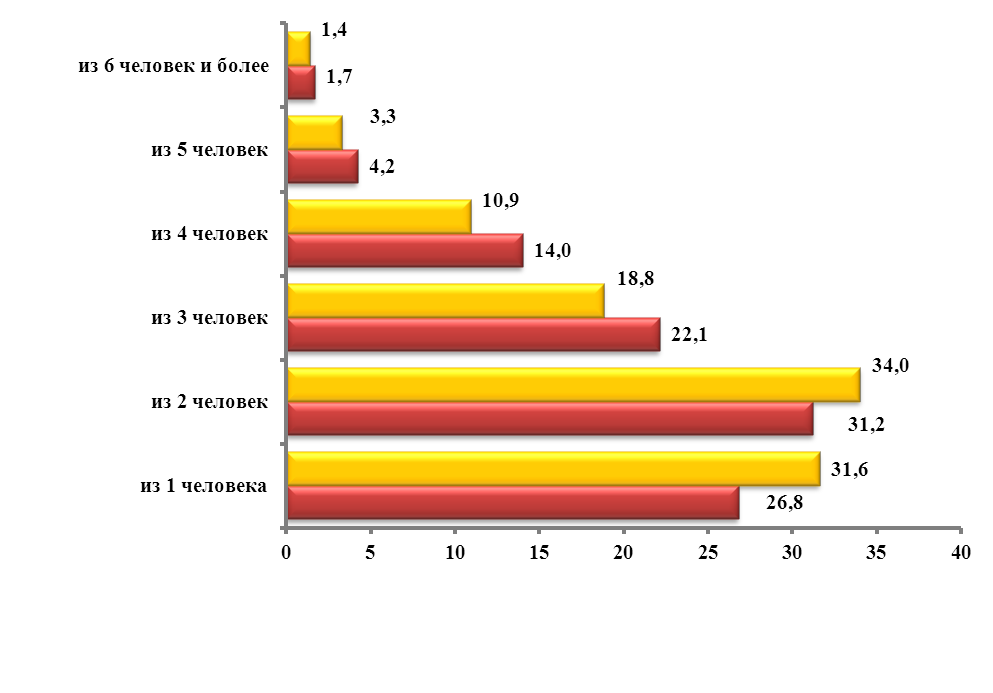 1,4
из 6 человек и более
1,7
3,3
из 5 человек
4,2
10,9
из 4 человек
14,0
18,8
из 3 человек
22,1
34,0
из 2 человек
31,2
31,6
из 1 человека
26,8
0 5 10 15 20 25 30 35 40